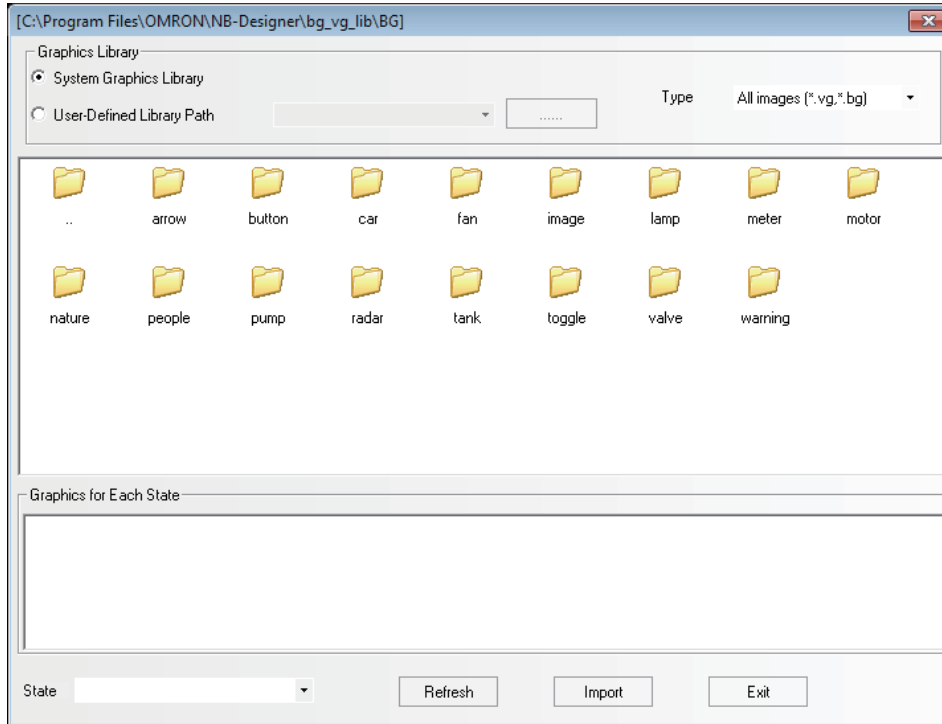 [C:\Program Files\OMRON\NB-Designer\bg_vg_lib\BG]
Graphics Library
System Graphics Library
User-Defined Library Path
......
Type
All images (*.vg,*.bg)
.. arrow button car fan image lamp meter motor
nature people pump radar tank toggle valve warning
Graphics for Each State
State
Refresh
Import
Exit